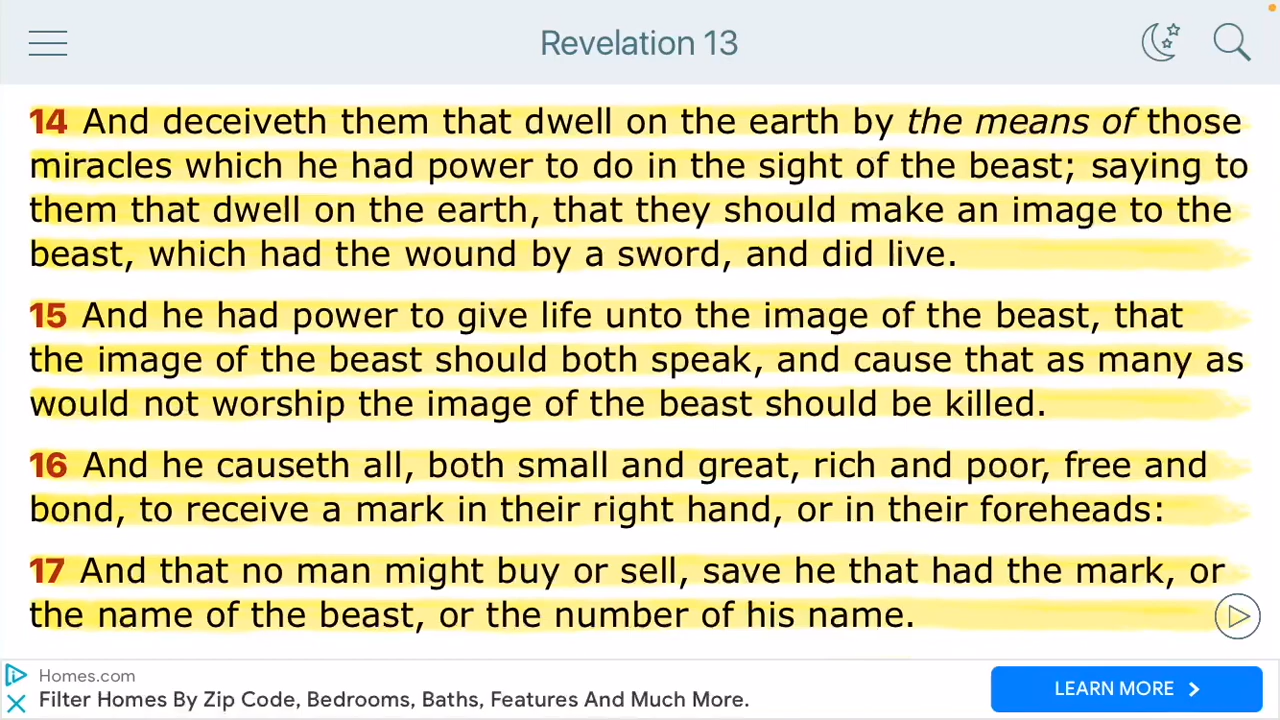 Revelation 13
14 And deceiveth them that dwell on the earth by the means of those
miracles which he had power to do in the sight of the beast; saying to
them that dwell on the earth, that they should make an image to the
beast, which had the wound by a sword, and did live.
15 And he had power to give life unto the image of the beast, that
the image of the beast should both speak, and cause that as many as
would not worship the image of the beast should be killed.
16 And he causeth all, both small and great, rich and poor, free and
bond, to receive a mark in their right hand, or in their foreheads:
17 And that no man might buy or sell, save he that had the mark, or
the name of the beast, or the number of his name.
Homes.com
Filter Homes By Zip Code, Bedrooms, Baths, Features And Much More.
LEARN MORE